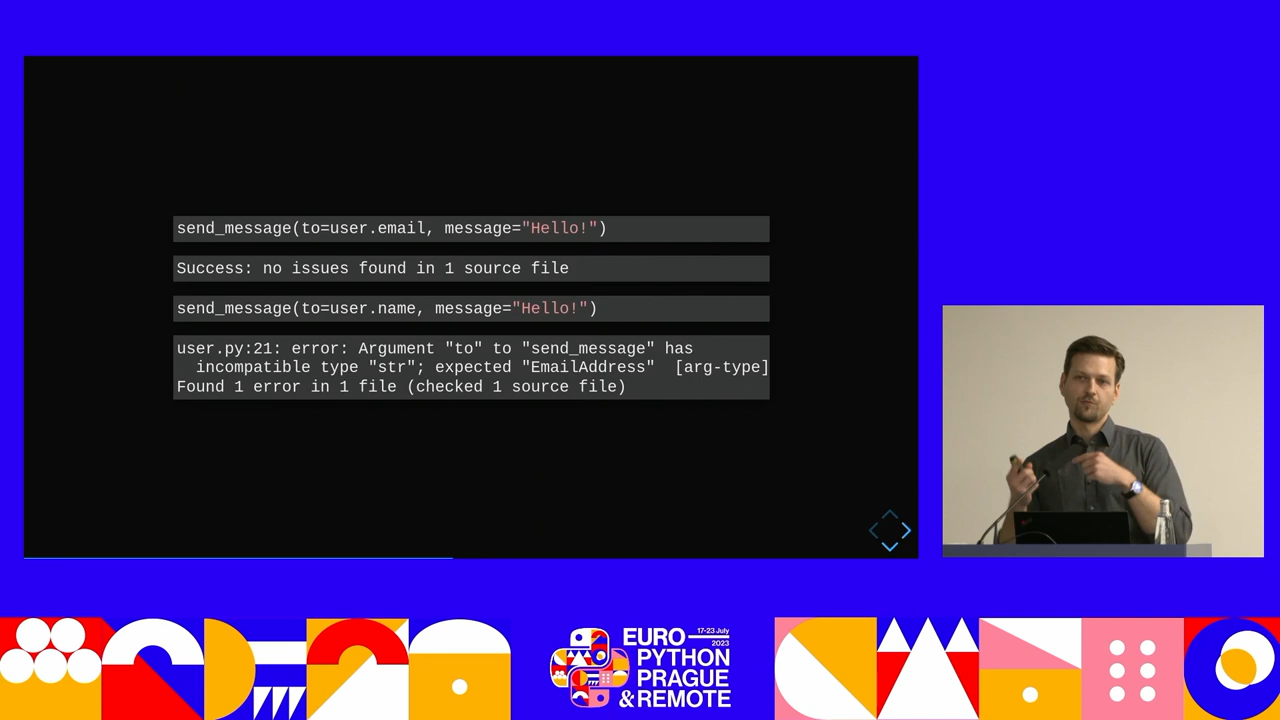 send_message(to=user.email, message="Hello!")
Success: no issues found in 1 source file
send_message(to=user.name, message="Hello!")
user.py:21: error: Argument "to" to "send_message" has
  incompatible type "str"; expected "EmailAddress"  [arg-type]
Found 1 error in 1 file (checked 1 source file)
EURO
17-23 July
2023
PYTHON
PRAGUE
& REMOTE